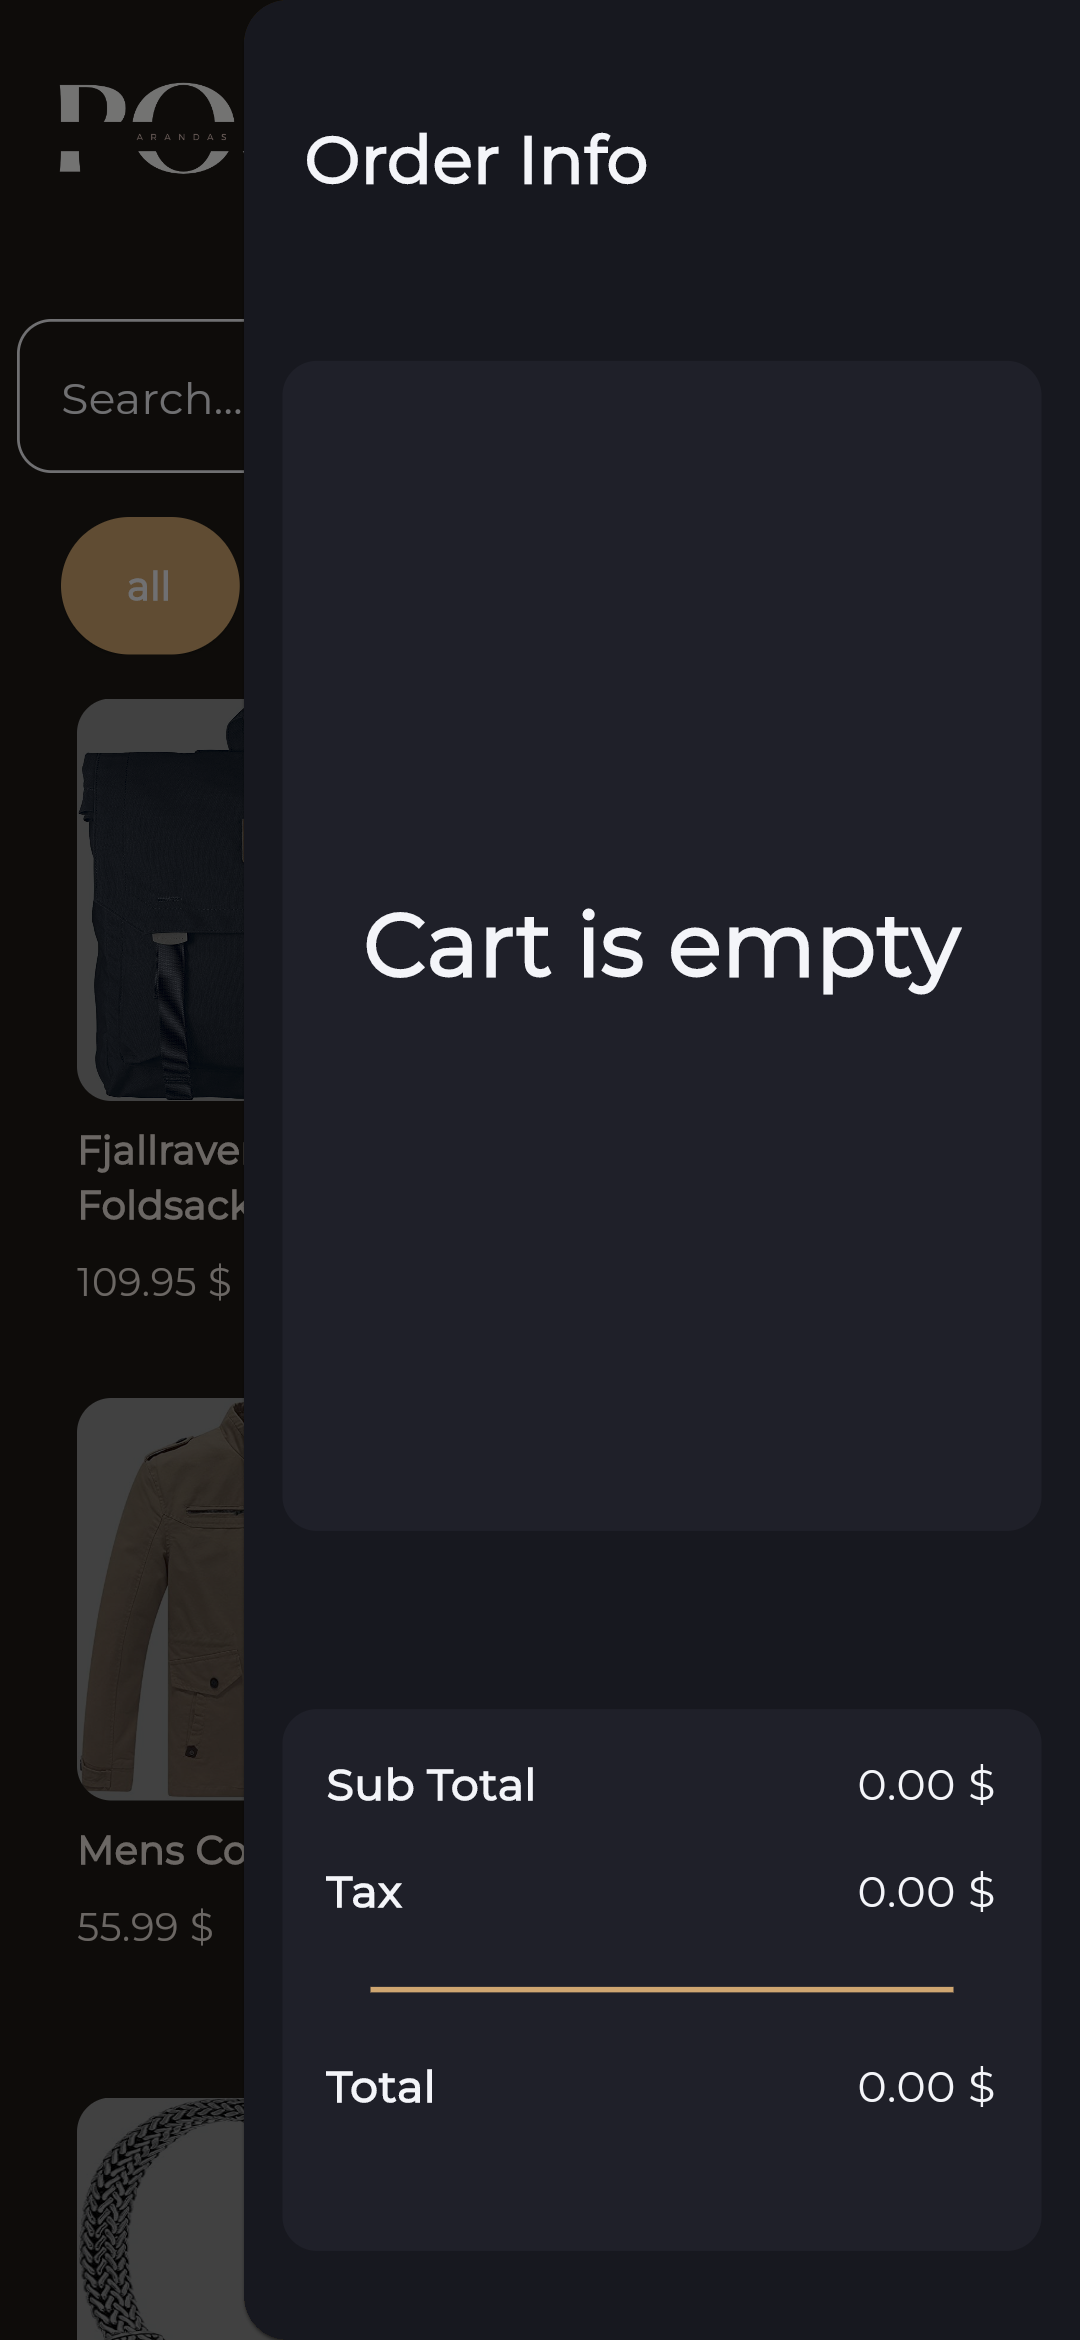 PO
ARANDAS
Search...
all
Fjallraven
Foldsack
109.95 $
Mens Co
55.99 $
Order Info
Cart is empty
Sub Total 0.00 $
Tax 0.00 $
Total 0.00 $